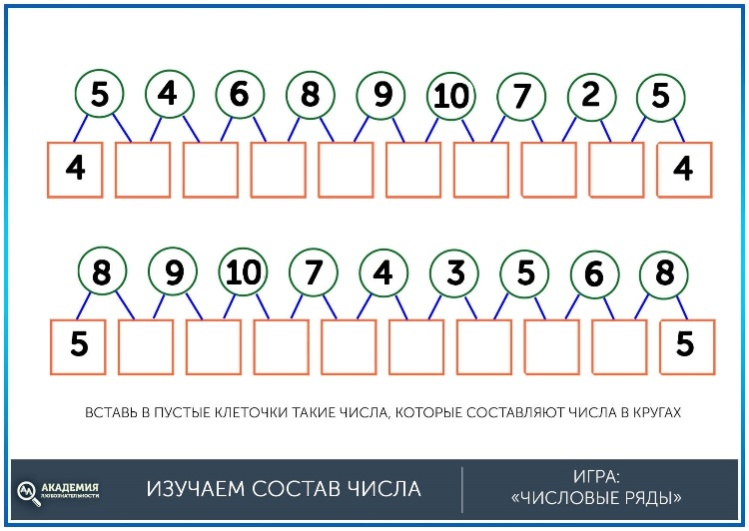 5 4 6 8 9 10 7 2 5
4 4
8 9 10 7 4 3 5 6 8
5 5
ВСТАВЬ В ПУСТЫЕ КЛЕТОЧКИ ТАКИЕ ЧИСЛА, КОТОРЫЕ СОСТАВЛЯЮТ ЧИСЛА В КРУГАХ
АКАДЕМИЯ
ЛЮБОЗНАТЕЛЬНОСТИ
ИЗУЧАЕМ СОСТАВ ЧИСЛА
ИГРА:
«ЧИСЛОВЫЕ РЯДЫ»